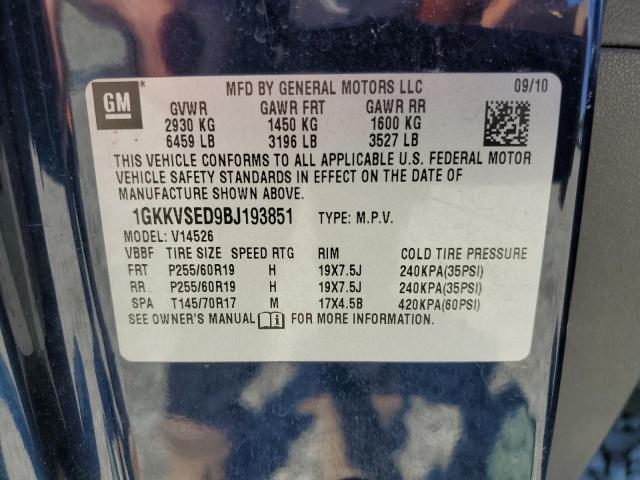 GM
MFD BY GENERAL MOTORS LLC 09/10
GVWR GAWR FRT GAWR RR
2930 KG 1450 KG 1600 KG
6459 LB 3196 LB 3527 LB
THIS VEHICLE CONFORMS TO ALL APPLICABLE U.S. FEDERAL MOTOR
VEHICLE SAFETY STANDARDS IN EFFECT ON THE DATE OF
MANUFACTURE SHOWN ABOVE.
1GKKVSED9BJ193851 TYPE: M.P.V.
MODEL: V14526
VBBF TIRE SIZE SPEED RTG RIM COLD TIRE PRESSURE
FRT P255/60R19 H 19X7.5J 240KPA(35PSI)
RR P255/60R19 H 19X7.5J 240KPA(35PSI)
SPA T145/70R17 M 17X4.5B 420KPA(60PSI)
SEE OWNER'S MANUAL FOR MORE INFORMATION.